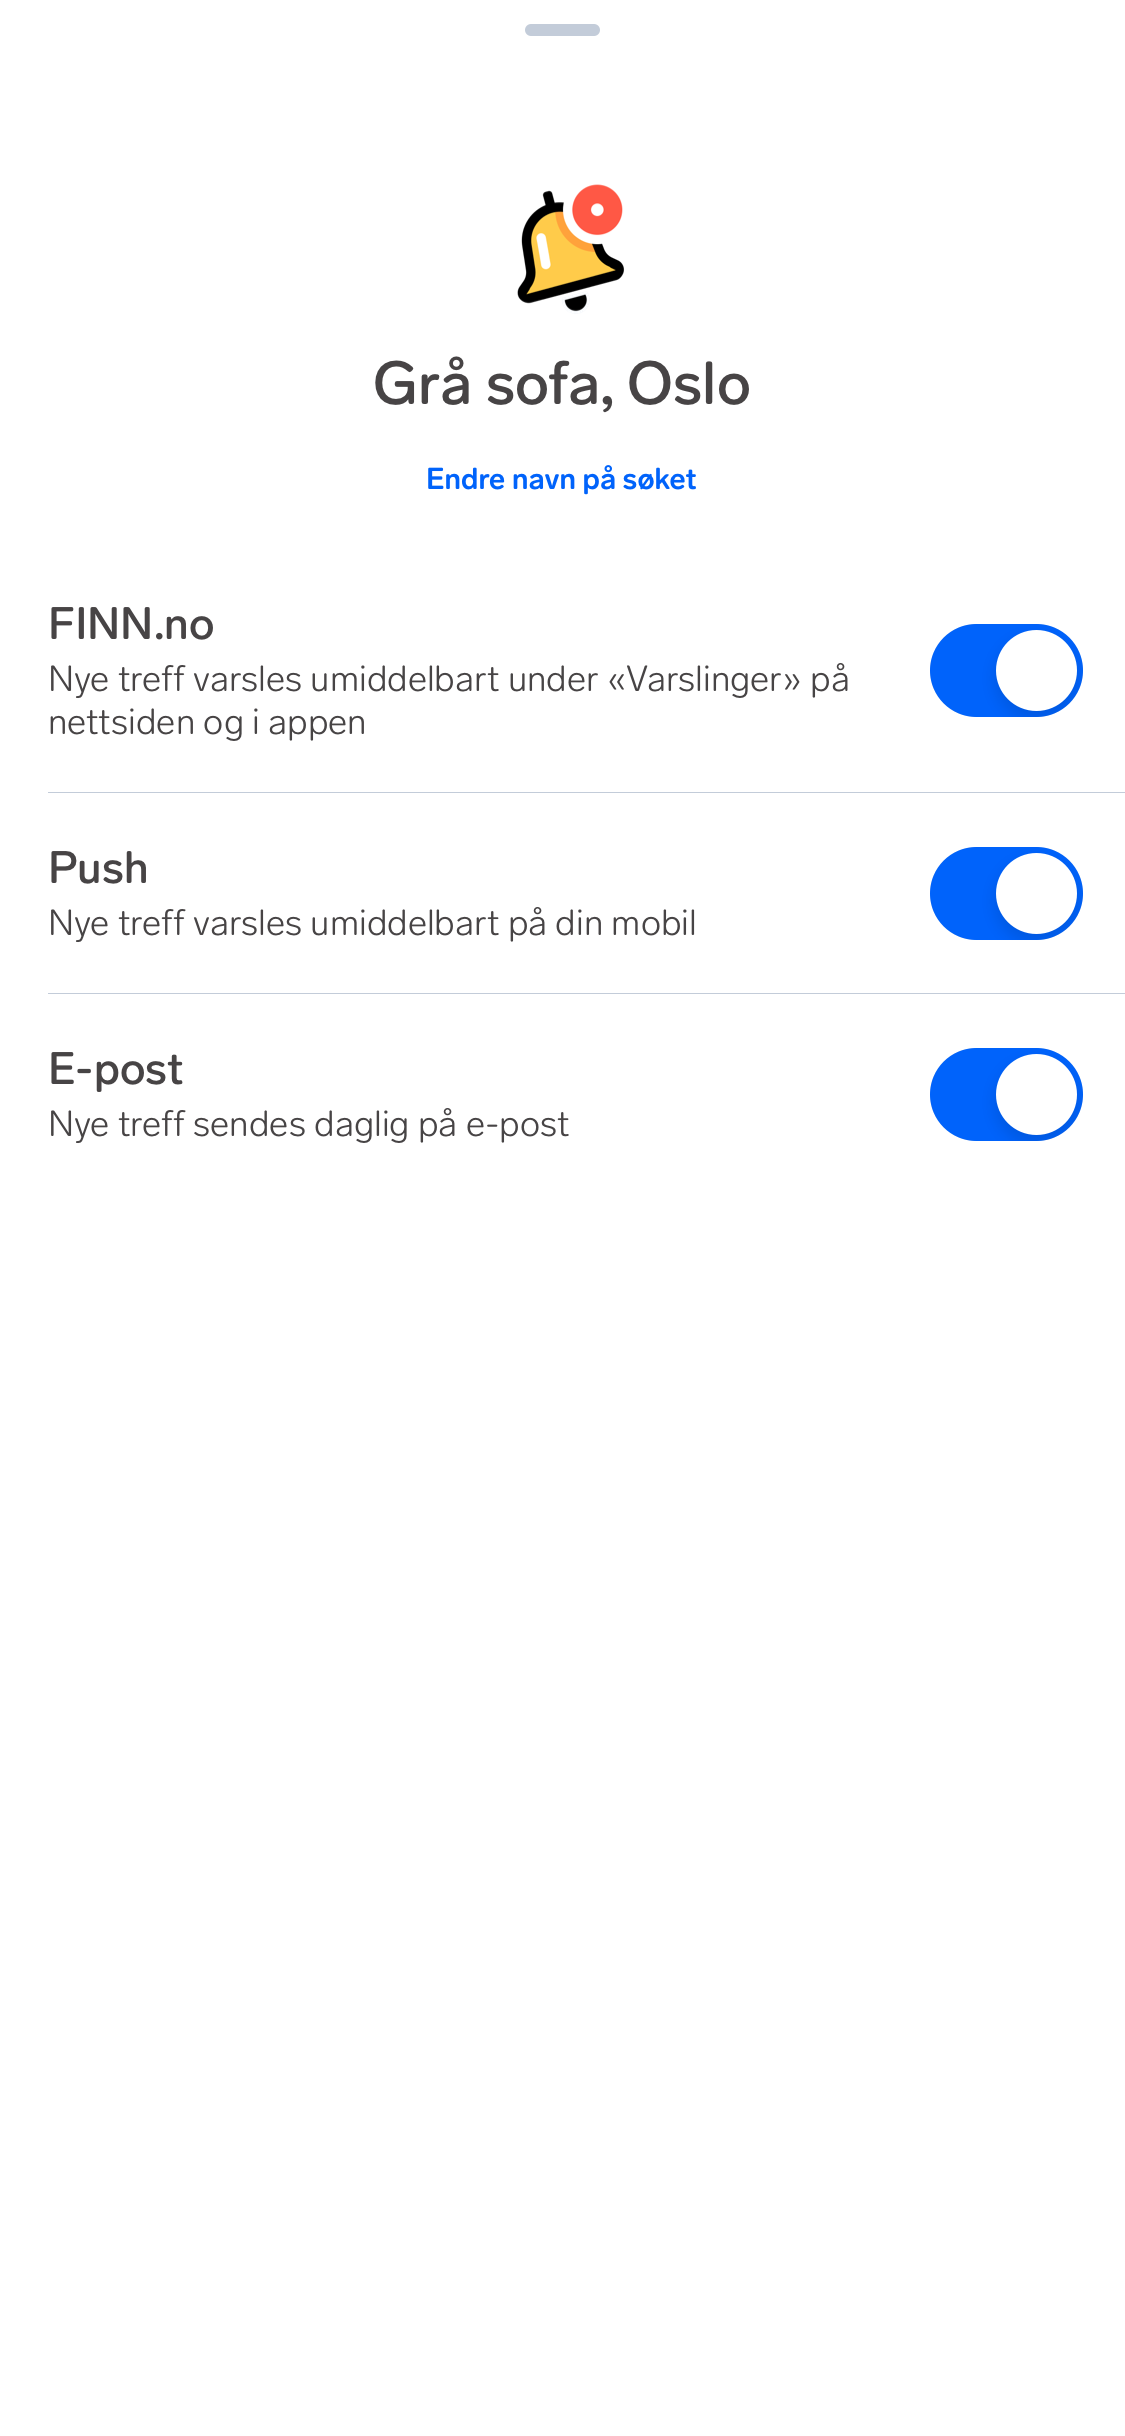 Grå sofa, Oslo
Endre navn på søket
FINN.no
Nye treff varsles umiddelbart under «Varslinger» på
nettsiden og i appen
Push
Nye treff varsles umiddelbart på din mobil
E-post
Nye treff sendes daglig på e-post